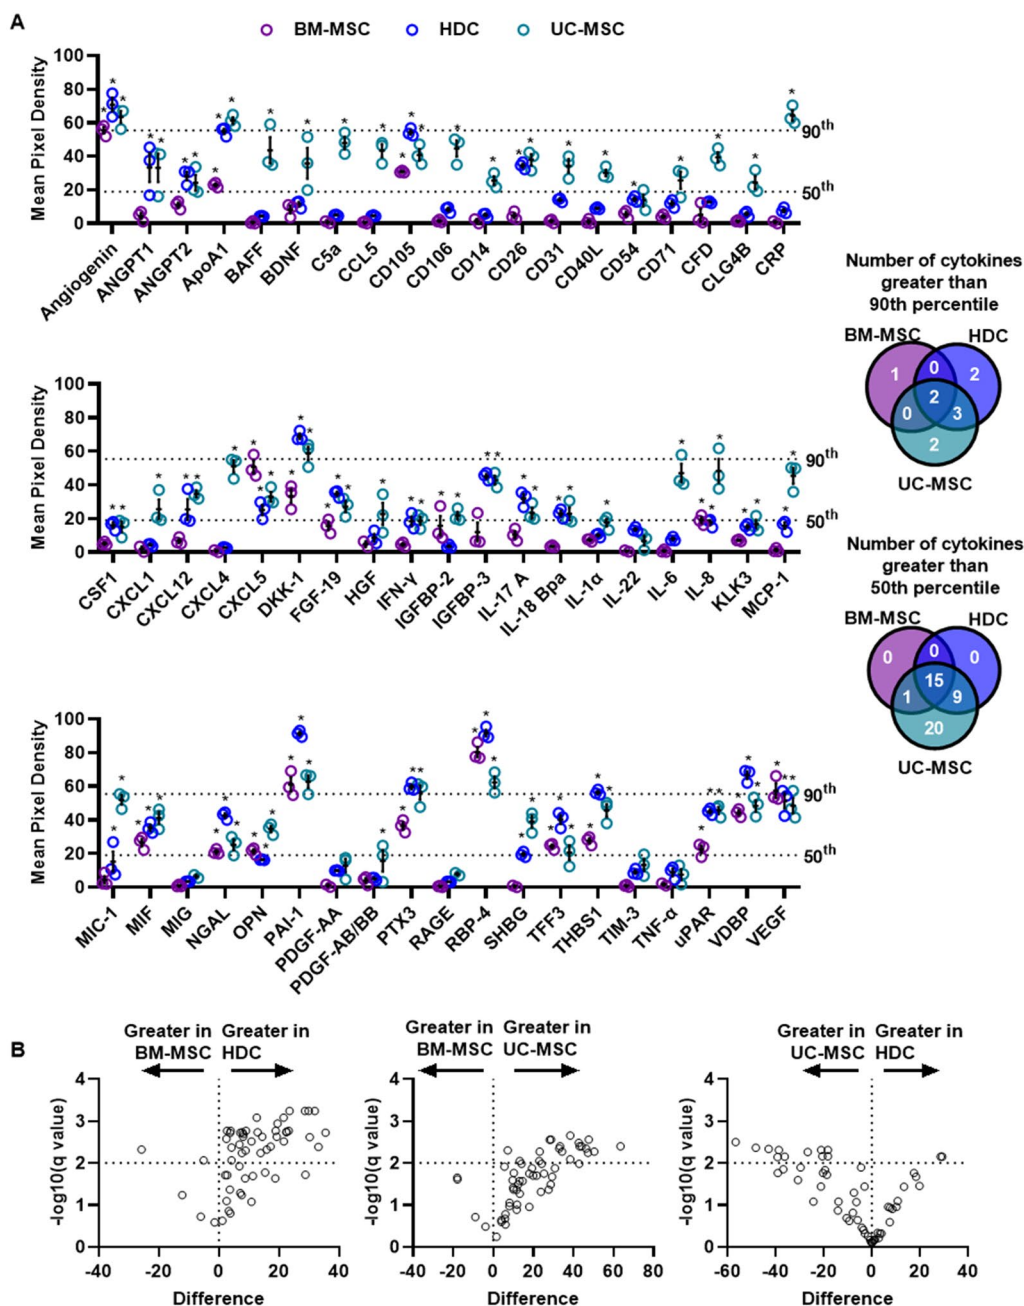 A
BM-MSC HDC UC-MSC
Mean Pixel Density
100
80
60
40
20
0
90th
50th
Angiogenin ANGPT1 ANGPT2 ApoA1 BAFF BDNF C5a CCL5 CD105 CD106 CD14 CD26 CD31 CD40L CD54 CD71 CFD CLG4B CRP
Number of cytokines
greater than
90th percentile
BM-MSC HDC
1 0 2
2
0 3
2
UC-MSC
Mean Pixel Density
100
80
60
40
20
0
90th
50th
CSF1 CXCL1 CXCL12 CXCL4 CXCL5 DKK-1 FGF-19 HGF IFN-γ IGFBP-2 IGFBP-3 IL-17 A IL-18 Bpa IL-1α IL-22 IL-6 IL-8 KLK3 MCP-1
Number of cytokines
greater than
50th percentile
BM-MSC HDC
0 0 0
15
1 9
20
UC-MSC
Mean Pixel Density
100
80
60
40
20
0
90th
50th
MIC-1 MIF MIG NGAL OPN PAI-1 PDGF-AA PDGF-AB/BB PTX3 RAGE RBP-4 SHBG TFF3 THBS1 TIM-3 TNF-α uPAR VDBP VEGF
B
Greater in Greater in
BM-MSC HDC
-log10(q value)
4
3
2
1
0
-40 -20 0 20 40
Difference
Greater in Greater in
BM-MSC UC-MSC
-log10(q value)
4
3
2
1
0
-40 -20 0 20 40 60 80
Difference
Greater in Greater in
UC-MSC HDC
-log10(q value)
4
3
2
1
0
-60 -40 -20 0 20 40
Difference